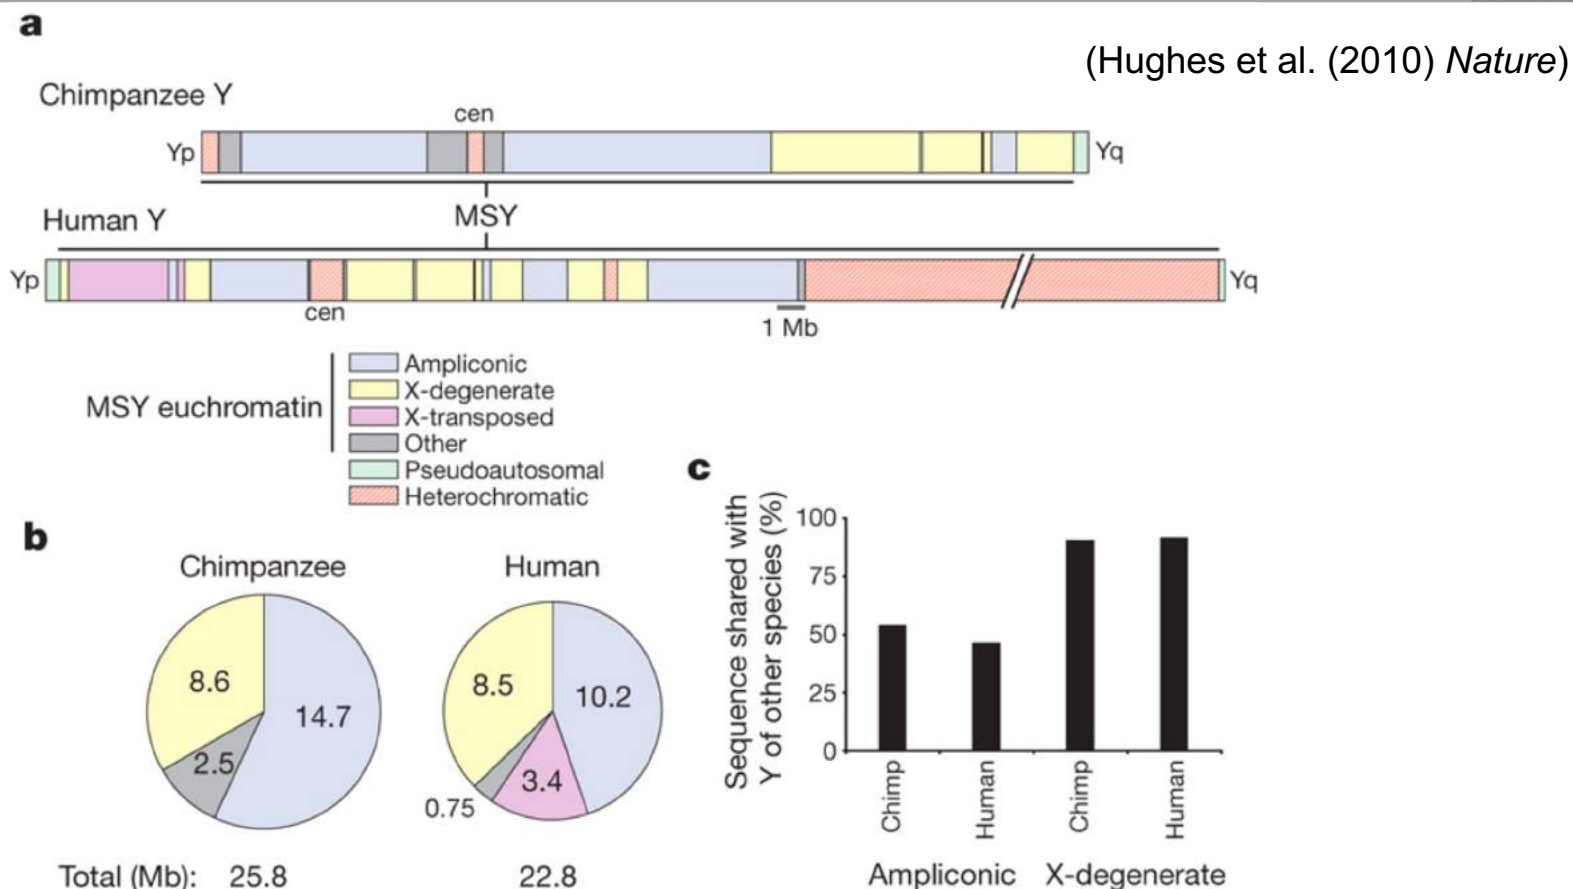 a
(Hughes et al. (2010) Nature)
Chimpanzee Y
cen
Yp
Yq
MSY
Human Y
Yp
Yq
cen
1 Mb
MSY euchromatin
Ampliconic
X-degenerate
X-transposed
Other
Pseudoautosomal
Heterochromatic
b
Chimpanzee
Human
8.6
14.7
2.5
8.5
10.2
3.4
0.75
Total (Mb): 25.8
22.8
c
Sequence shared with
Y of other species (%)
100
75
50
25
0
Chimp
Human
Chimp
Human
Ampliconic
X-degenerate